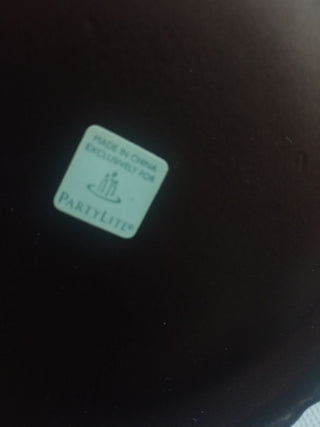 MADE IN CHINA
EXCLUSIVELY FOR
PARTYLITE®